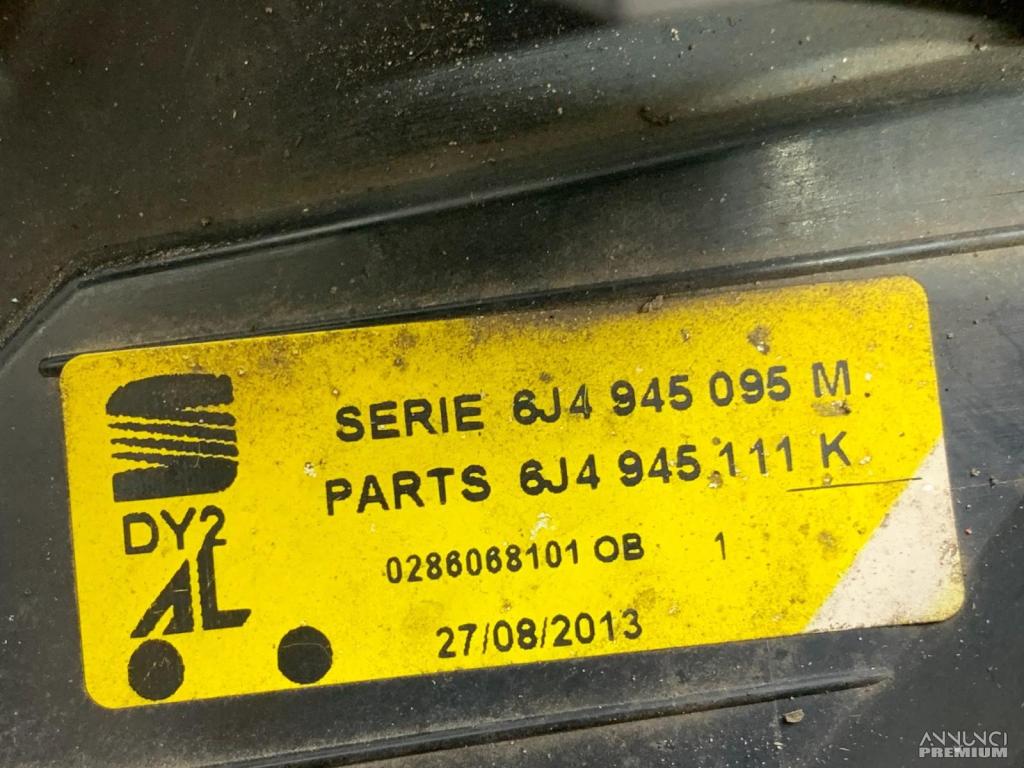 SERIE 6J4 945 095 M
PARTS 6J4 945 111 K
DY2
0286068101 OB 1
AL
27/08/2013
ANNUNCI
PREMIUM